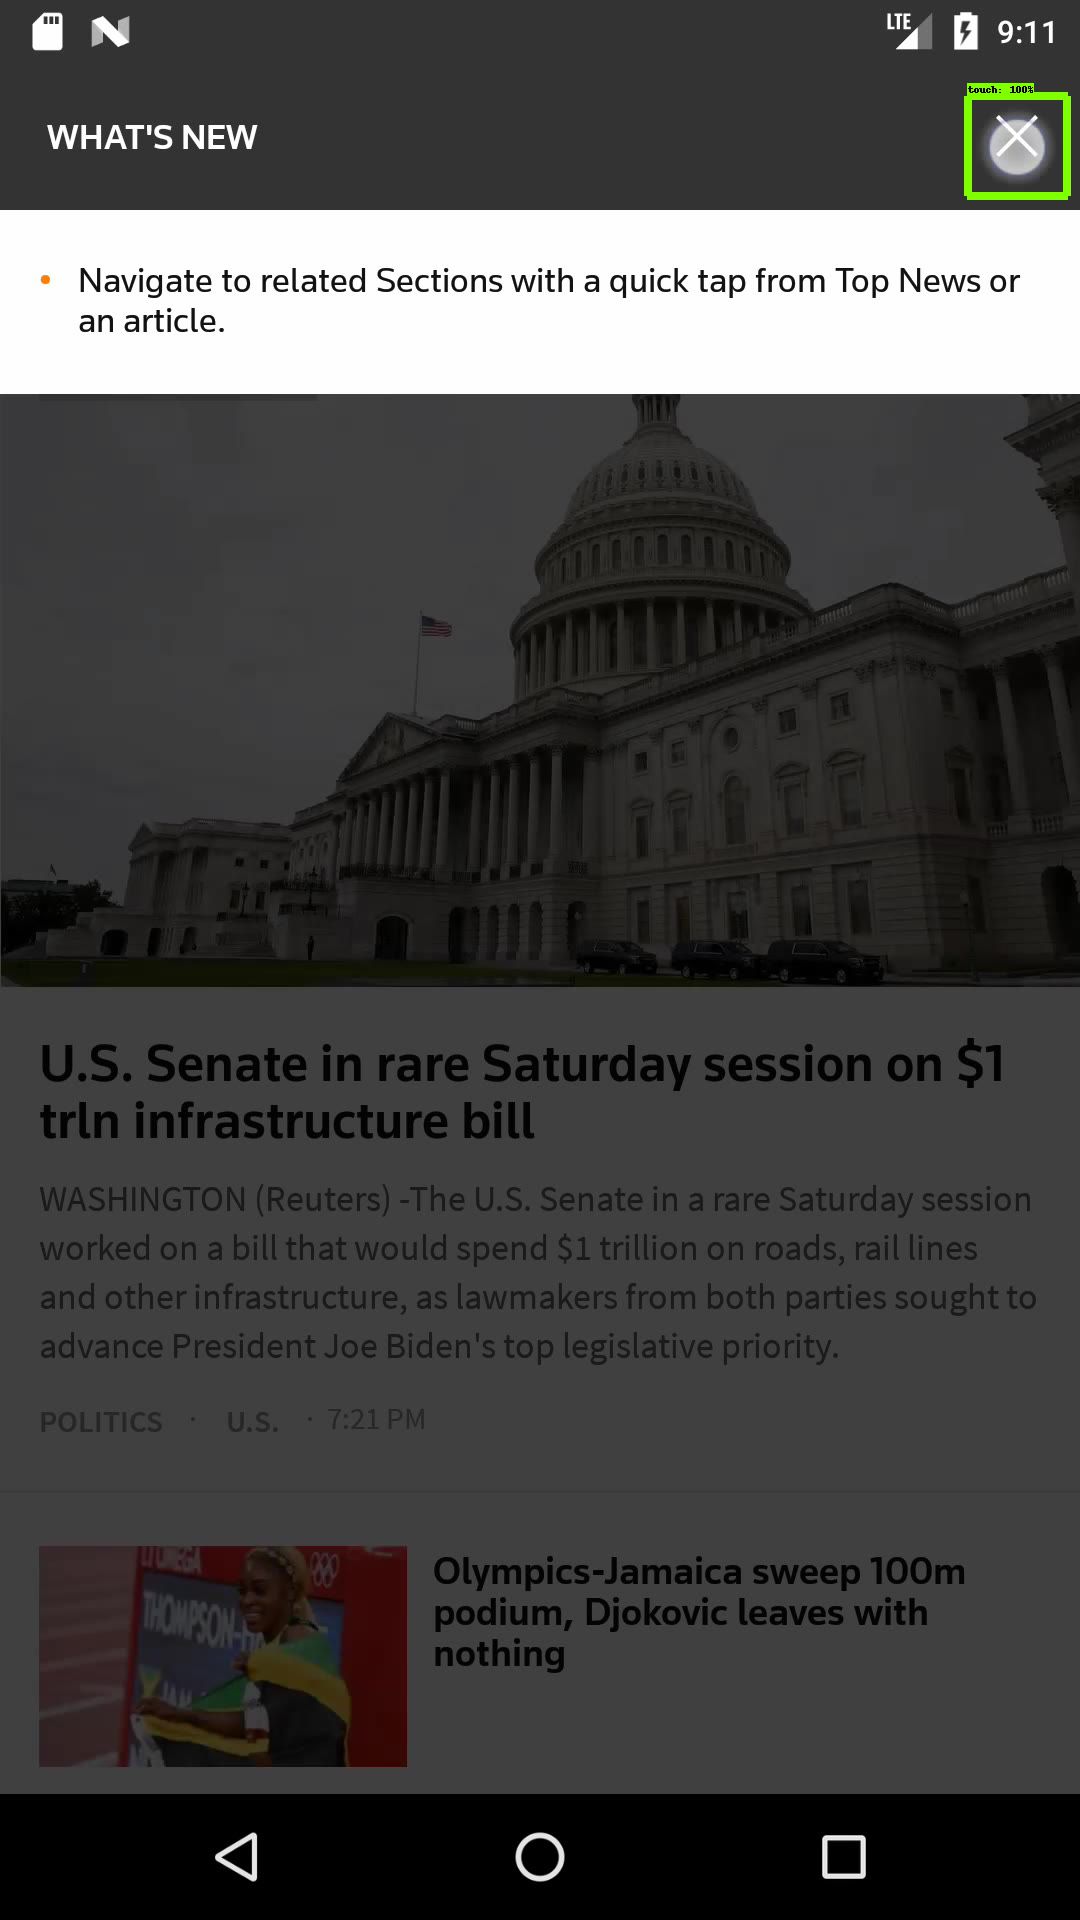 LTE 9:11
touch: 100%
WHAT'S NEW
• Navigate to related Sections with a quick tap from Top News or
an article.
U.S. Senate in rare Saturday session on $1
trln infrastructure bill
WASHINGTON (Reuters) -The U.S. Senate in a rare Saturday session
worked on a bill that would spend $1 trillion on roads, rail lines
and other infrastructure, as lawmakers from both parties sought to
advance President Joe Biden's top legislative priority.
POLITICS · U.S. · 7:21 PM
Olympics-Jamaica sweep 100m
podium, Djokovic leaves with
nothing